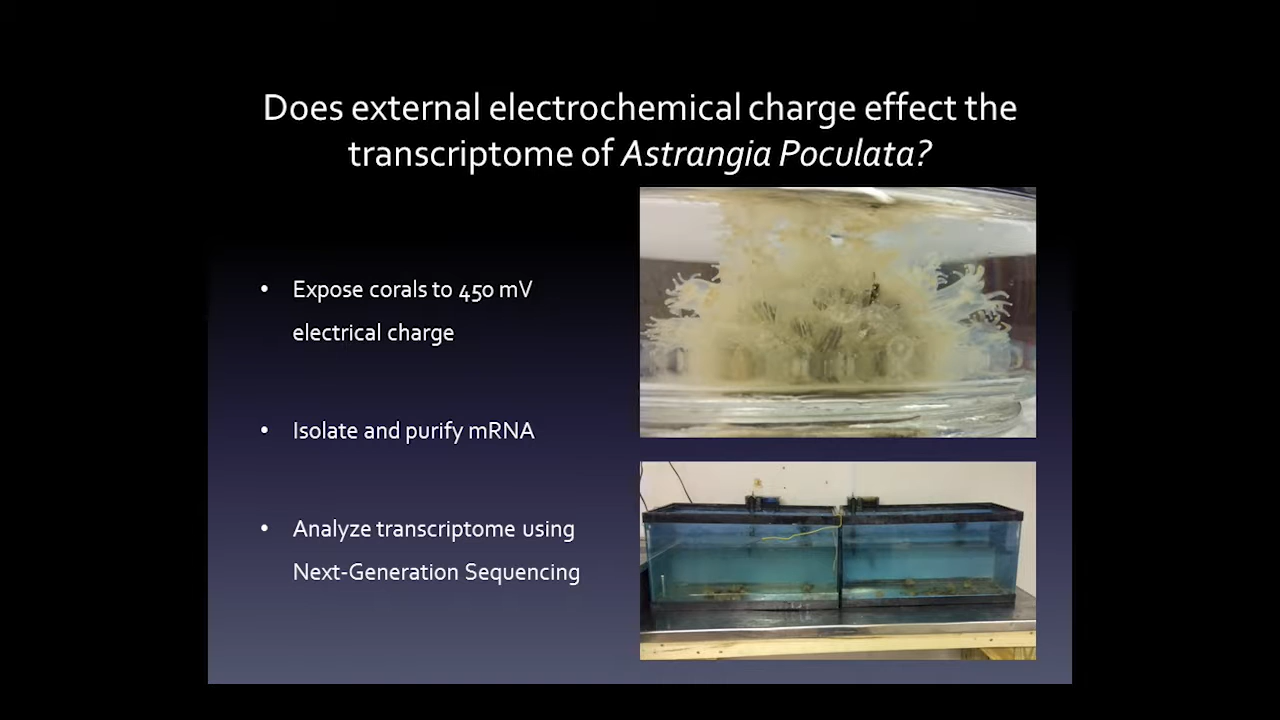 Does external electrochemical charge effect the
transcriptome of Astrangia Poculata?
• Expose corals to 450 mV
electrical charge
• Isolate and purify mRNA
• Analyze transcriptome using
Next-Generation Sequencing